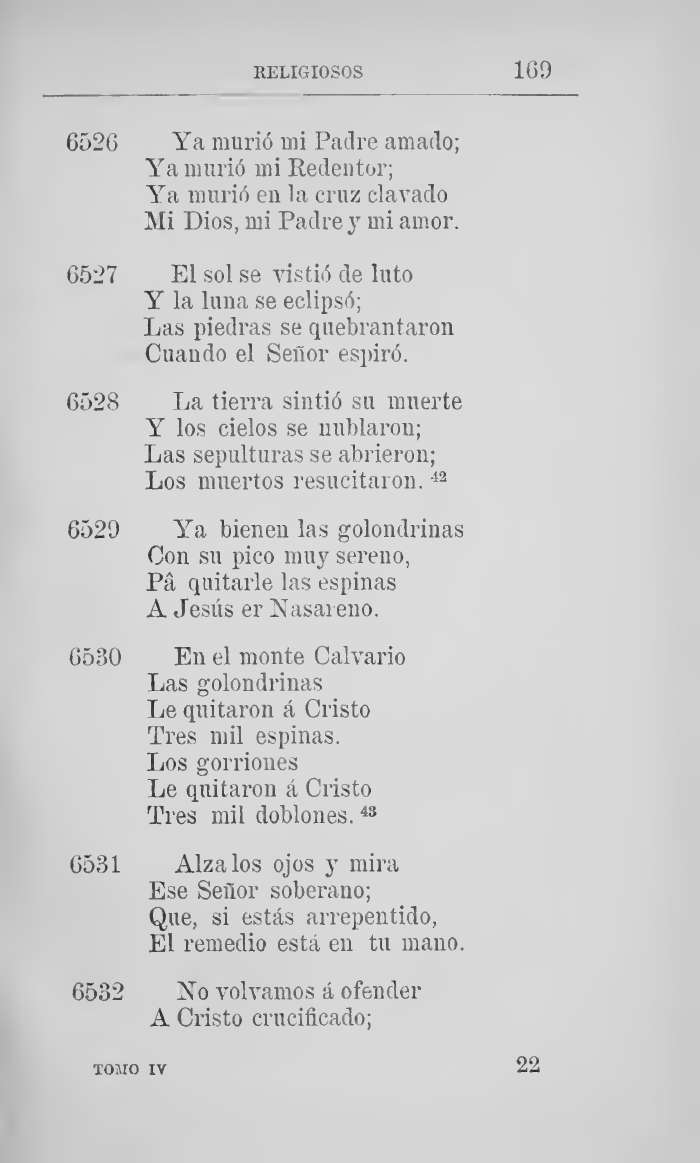 RELIGIOSOS 169
6526 Ya murió mi Padre amado;
Ya murió mi Redentor;
Ya murió en la cruz clavado
Mi Dios, mi Padre y mi amor.
6527 El sol se vistió de luto
Y la luna se eclipsó;
Las piedras se quebrantaron
Cuando el Señor espiró.
6528 La tierra sintió su muerte
Y los cielos se nublaron;
Las sepulturas se abrieron;
Los muertos resucitaron. 42
6529 Ya bienen las golondrinas
Con su pico muy sereno,
Pâ quitarle las espinas
A Jesús er Nasareno.
6530 En el monte Calvario
Las golondrinas
Le quitaron á Cristo
Tres mil espinas.
Los gorriones
Le quitaron á Cristo
Tres mil doblones. 43
6531 Alza los ojos y mira
Ese Señor soberano;
Que, si estás arrepentido,
El remedio está en tu mano.
6532 No volvamos á ofender
A Cristo crucificado;
TOMO IV 22